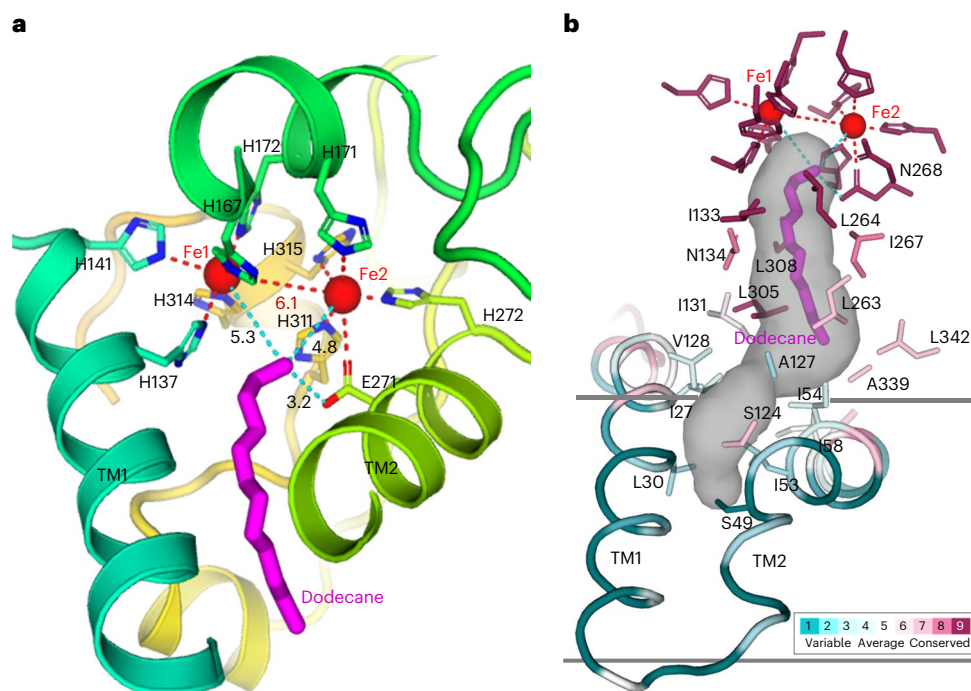 a
H172
H171
H167
Fe1
H315
H141
Fe2
H314
6.1
H311
5.3
H272
4.8
H137
E271
3.2
TM1
TM2
Dodecane
b
Fe1
Fe2
N268
I133
L264
N134
I267
L308
I131
L305
L263
Dodecane
V128
L342
A127
A339
I27
I54
S124
I58
L30
I53
S49
TM1
TM2
1 2 3 4 5 6 7 8 9
Variable Average Conserved